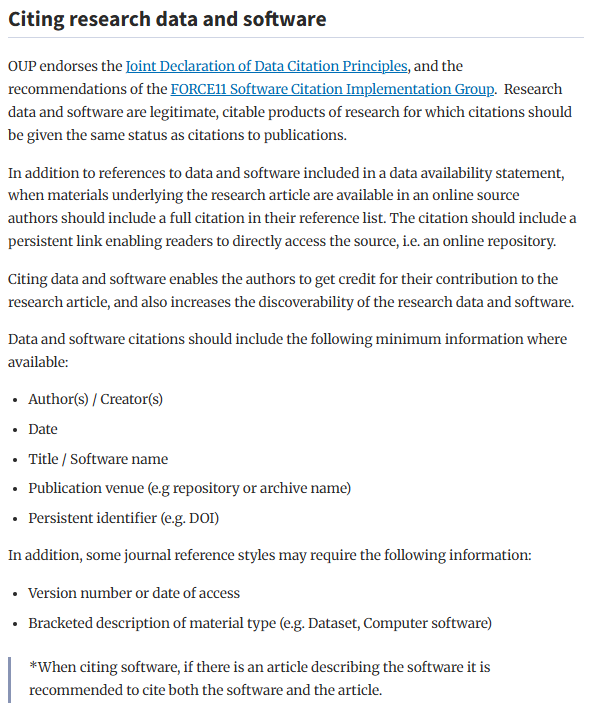 Citing research data and software
OUP endorses the Joint Declaration of Data Citation Principles, and the
recommendations of the FORCE11 Software Citation Implementation Group.  Research
data and software are legitimate, citable products of research for which citations should
be given the same status as citations to publications.
In addition to references to data and software included in a data availability statement,
when materials underlying the research article are available in an online source
authors should include a full citation in their reference list. The citation should include a
persistent link enabling readers to directly access the source, i.e. an online repository.
Citing data and software enables the authors to get credit for their contribution to the
research article, and also increases the discoverability of the research data and software.
Data and software citations should include the following minimum information where
available:
• Author(s) / Creator(s)
• Date
• Title / Software name
• Publication venue (e.g repository or archive name)
• Persistent identifier (e.g. DOI)
In addition, some journal reference styles may require the following information:
• Version number or date of access
• Bracketed description of material type (e.g. Dataset, Computer software)
*When citing software, if there is an article describing the software it is
recommended to cite both the software and the article.